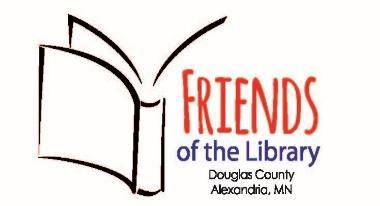 FRIENDS
of the Library
Douglas County
Alexandria, MN